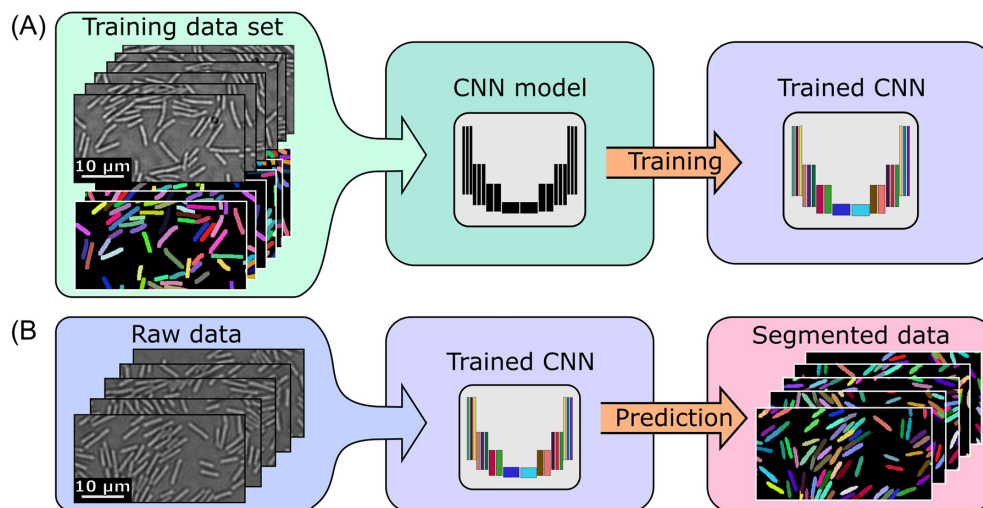 (A)
Training data set
10 µm
CNN model
Training
Trained CNN
(B)
Raw data
10 µm
Trained CNN
Prediction
Segmented data